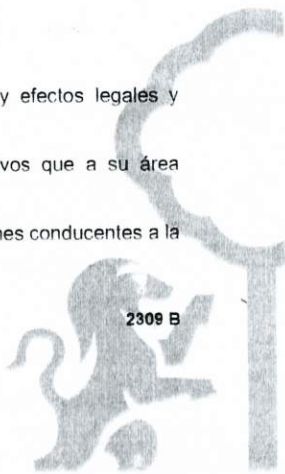 y efectos legales y
vos que a su área
nes conducentes a la
2309 B